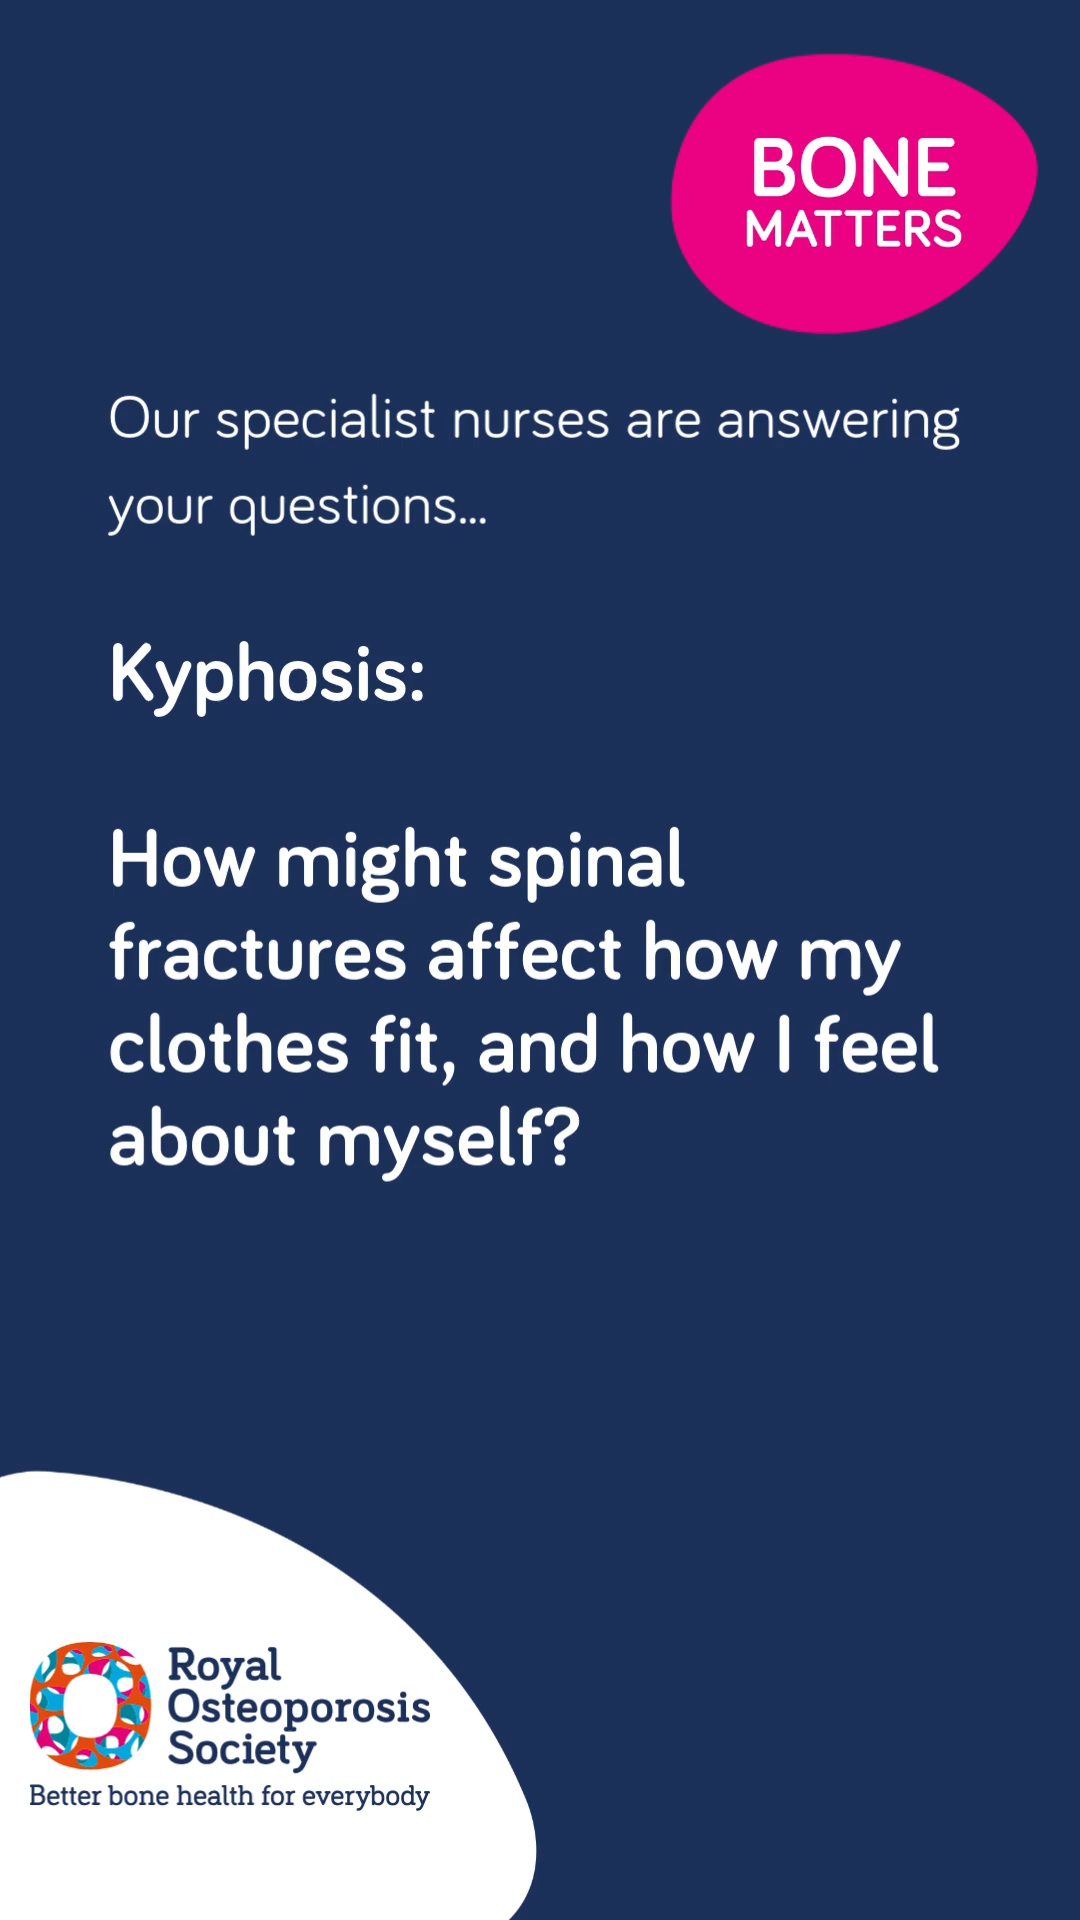 BONE
MATTERS
Our specialist nurses are answering
your questions...
Kyphosis:
How might spinal
fractures affect how my
clothes fit, and how I feel
about myself?
Royal
Osteoporosis
Society
Better bone health for everybody